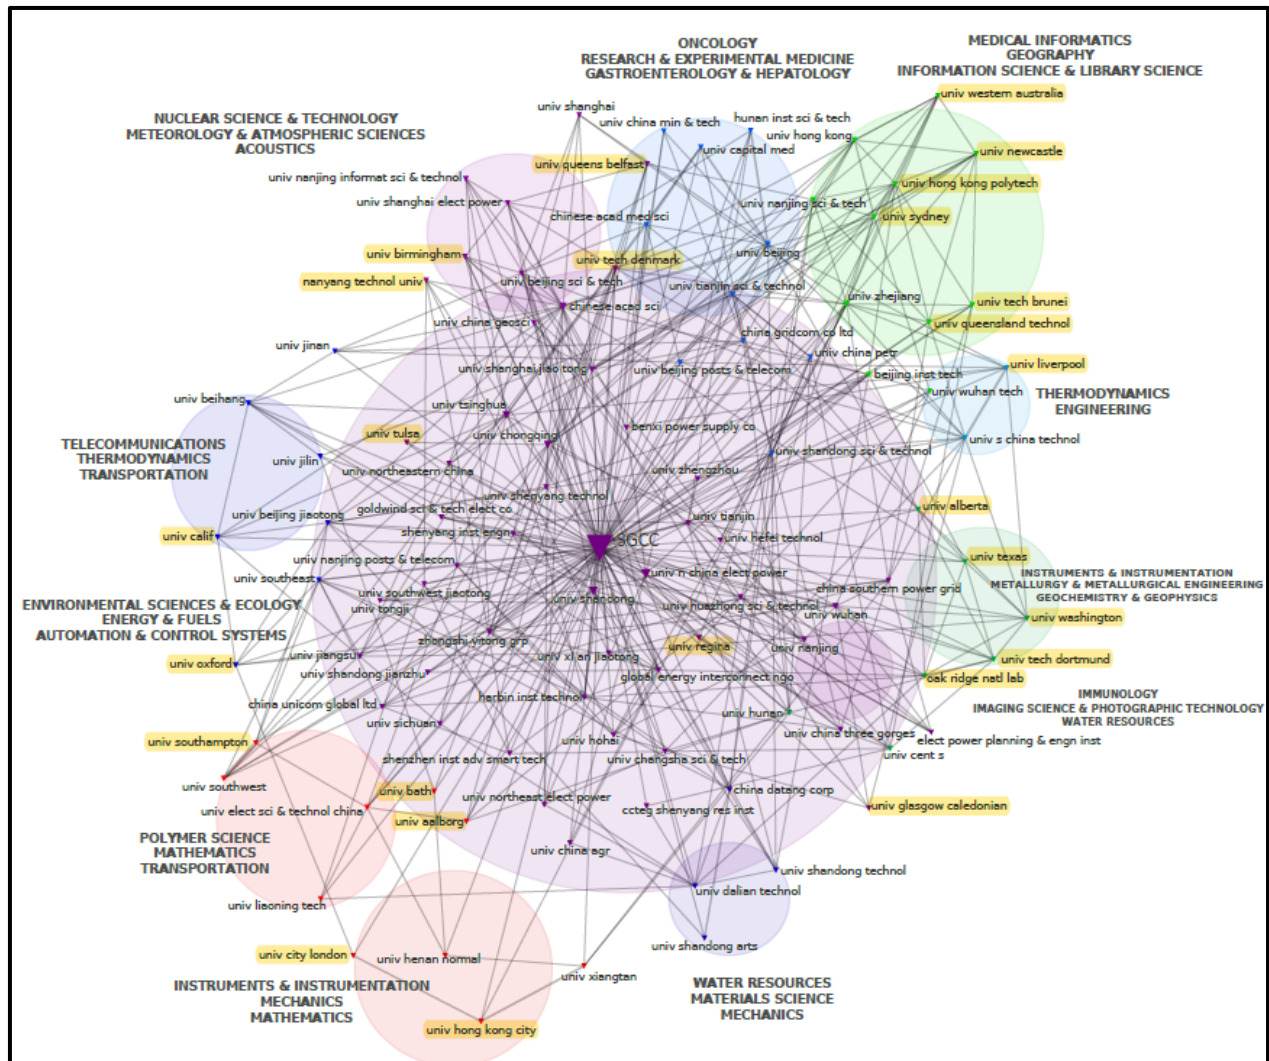 ONCOLOGY
RESEARCH & EXPERIMENTAL MEDICINE
GASTROENTEROLOGY & HEPATOLOGY
MEDICAL INFORMATICS
GEOGRAPHY
INFORMATION SCIENCE & LIBRARY SCIENCE
univ western australia
univ shanghai
univ china min & tech
hunan inst sci & tech
univ hong kong
NUCLEAR SCIENCE & TECHNOLOGY
METEOROLOGY & ATMOSPHERIC SCIENCES
ACOUSTICS
univ capital med
univ newcastle
univ queens belfast
univ nanjing informat sci & technol
univ hong kong polytech
univ shanghai elect power
univ nanjing sci & tech
chinese acad med sci
univ sydney
univ birmingham
univ tech denmark
univ beijing
nanyang technol univ
univ beijing sci & tech
univ tianjin sci & technol
univ zhejiang
univ tech brunei
chinese acad sci
univ china geosci
univ queensland technol
china gridcom co ltd
univ jinan
univ china petr
univ liverpool
univ shanghai jiao tong
univ beijing posts & telecom
beijing inst tech
univ wuhan tech
THERMODYNAMICS
ENGINEERING
univ beihang
univ tsinghua
univ tulsa
univ chongqing
benxi power supply co
univ s china technol
TELECOMMUNICATIONS
THERMODYNAMICS
TRANSPORTATION
univ shandong sci & technol
univ jilin
univ northeastern china
univ zhengzhou
univ shenyang technol
goldwind sci & tech elect co
univ alberta
univ beijing jiaotong
univ tianjin
shenyang inst engn
univ calif
SGCC
univ hefei technol
univ nanjing posts & telecom
univ texas
univ southeast
univ n china elect power
INSTRUMENTS & INSTRUMENTATION
METALLURGY & METALLURGICAL ENGINEERING
GEOCHEMISTRY & GEOPHYSICS
univ southwest jiaotong
china southern power grid
univ shandong
univ tongji
univ huazhong sci & technol
univ wuhan
univ washington
ENVIRONMENTAL SCIENCES & ECOLOGY
ENERGY & FUELS
AUTOMATION & CONTROL SYSTEMS
zhongshi yitong grp
univ regina
univ nanjing
univ jiangsu
univ xi an jiaotong
univ tech dortmund
univ oxford
univ shandong jianzhu
global energy interconnect ngo
oak ridge natl lab
harbin inst technol
china unicom global ltd
univ hunan
IMMUNOLOGY
IMAGING SCIENCE & PHOTOGRAPHIC TECHNOLOGY
WATER RESOURCES
univ sichuan
univ china three gorges
univ southampton
univ hohai
elect power planning & engn inst
univ cent s
shenzhen inst adv smart tech
univ changsha sci & tech
univ southwest
univ bath
china datang corp
univ northeast elect power
univ elect sci & technol china
ccteg shenyang res inst
univ glasgow caledonian
univ aalborg
POLYMER SCIENCE
MATHEMATICS
TRANSPORTATION
univ china agr
univ shandong technol
univ dalian technol
univ liaoning tech
univ shandong arts
univ city london
univ henan normal
univ xiangtan
INSTRUMENTS & INSTRUMENTATION
MECHANICS
MATHEMATICS
WATER RESOURCES
MATERIALS SCIENCE
MECHANICS
univ hong kong city